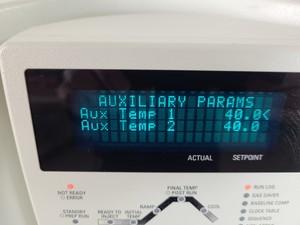 AUXILIARY PARAMS
Aux Temp 1 40.0<
Aux Temp 2 40.0
ACTUAL SETPOINT
NOT READY
ERROR
STANDBY
PREP RUN
READY TO
INJECT
INITIAL
TEMP
RAMP
FINAL TEMP
POST RUN
COOL
RUN LOG
GAS SAVER
BASELINE COMP
CLOCK TABLE
SEQUENCE